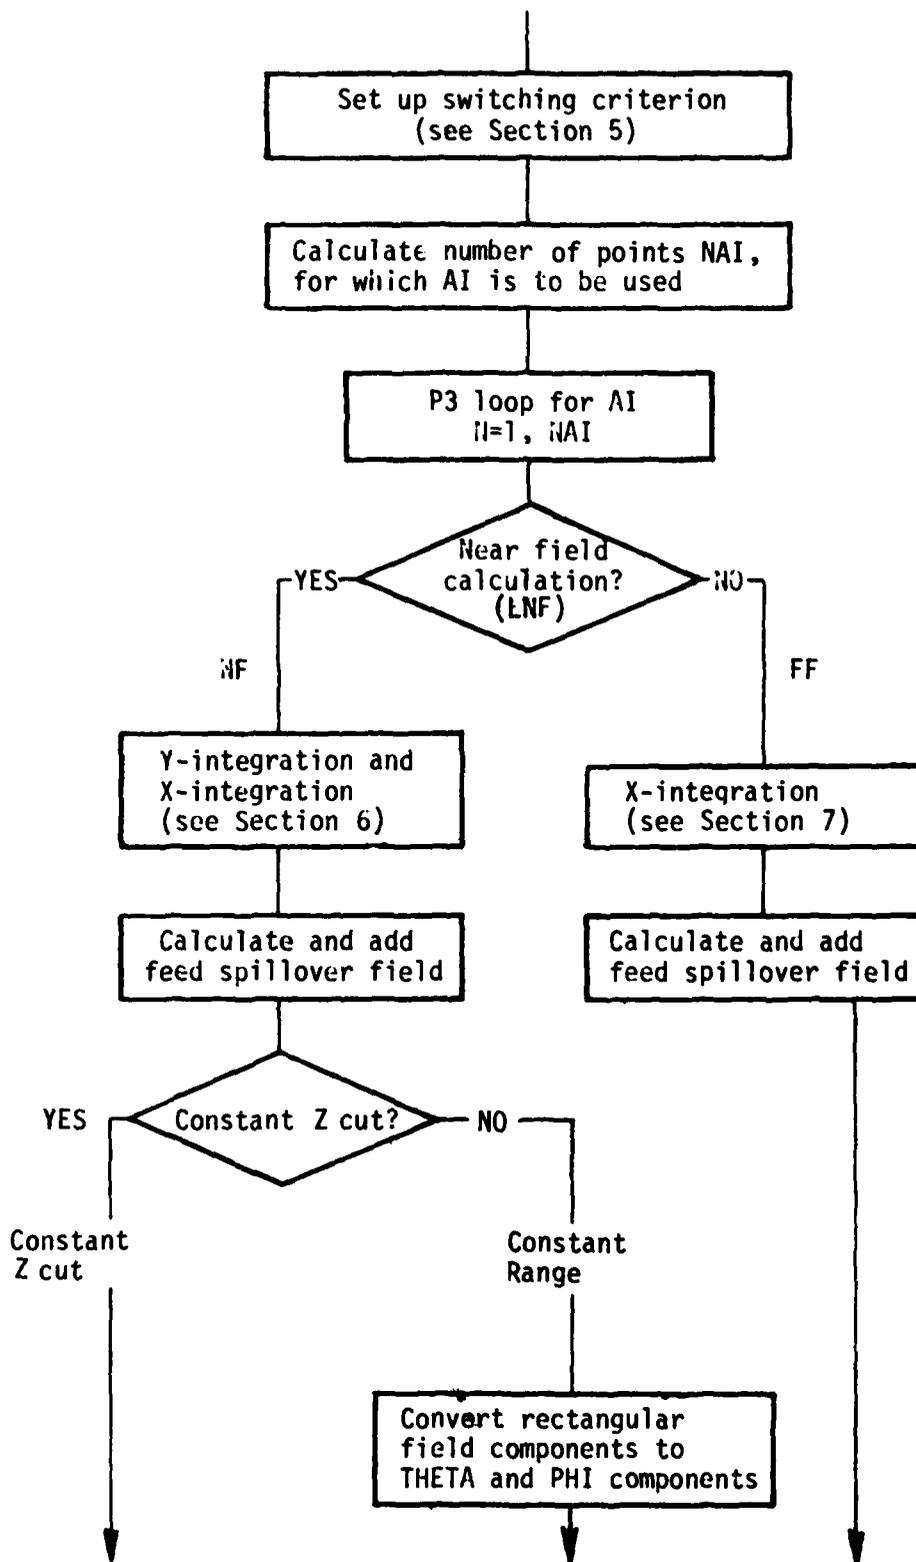 Set up switching criterion
(see Section 5)
Calculate number of points NAI,
for which AI is to be used
P3 loop for AI
N=1, NAI
Near field
calculation?
(LNF)
YES
NO
NF
FF
Y-integration and
X-integration
(see Section 6)
X-integration
(see Section 7)
Calculate and add
feed spillover field
Calculate and add
feed spillover field
YES
Constant Z cut?
NO
Constant
Z cut
Constant
Range
Convert rectangular
field components to
THETA and PHI components